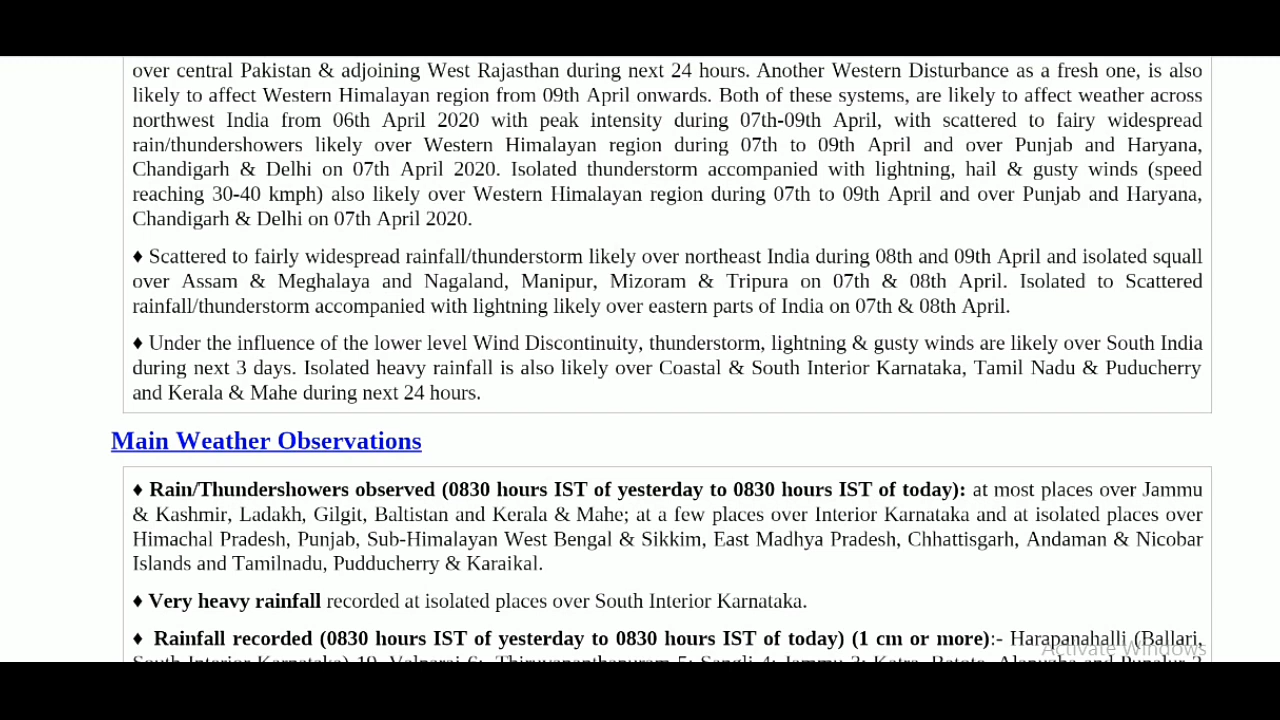 over central Pakistan & adjoining West Rajasthan during next 24 hours. Another Western Disturbance as a fresh one, is also
likely to affect Western Himalayan region from 09th April onwards. Both of these systems, are likely to affect weather across
northwest India from 06th April 2020 with peak intensity during 07th-09th April, with scattered to fairy widespread
rain/thundershowers likely over Western Himalayan region during 07th to 09th April and over Punjab and Haryana,
Chandigarh & Delhi on 07th April 2020. Isolated thunderstorm accompanied with lightning, hail & gusty winds (speed
reaching 30-40 kmph) also likely over Western Himalayan region during 07th to 09th April and over Punjab and Haryana,
Chandigarh & Delhi on 07th April 2020.
♦ Scattered to fairly widespread rainfall/thunderstorm likely over northeast India during 08th and 09th April and isolated squall
over Assam & Meghalaya and Nagaland, Manipur, Mizoram & Tripura on 07th & 08th April. Isolated to Scattered
rainfall/thunderstorm accompanied with lightning likely over eastern parts of India on 07th & 08th April.
♦ Under the influence of the lower level Wind Discontinuity, thunderstorm, lightning & gusty winds are likely over South India
during next 3 days. Isolated heavy rainfall is also likely over Coastal & South Interior Karnataka, Tamil Nadu & Puducherry
and Kerala & Mahe during next 24 hours.
Main Weather Observations
♦ Rain/Thundershowers observed (0830 hours IST of yesterday to 0830 hours IST of today): at most places over Jammu
& Kashmir, Ladakh, Gilgit, Baltistan and Kerala & Mahe; at a few places over Interior Karnataka and at isolated places over
Himachal Pradesh, Punjab, Sub-Himalayan West Bengal & Sikkim, East Madhya Pradesh, Chhattisgarh, Andaman & Nicobar
Islands and Tamilnadu, Pudducherry & Karaikal.
♦ Very heavy rainfall recorded at isolated places over South Interior Karnataka.
♦ Rainfall recorded (0830 hours IST of yesterday to 0830 hours IST of today) (1 cm or more):- Harapanahalli (Ballari,
Activate Windows